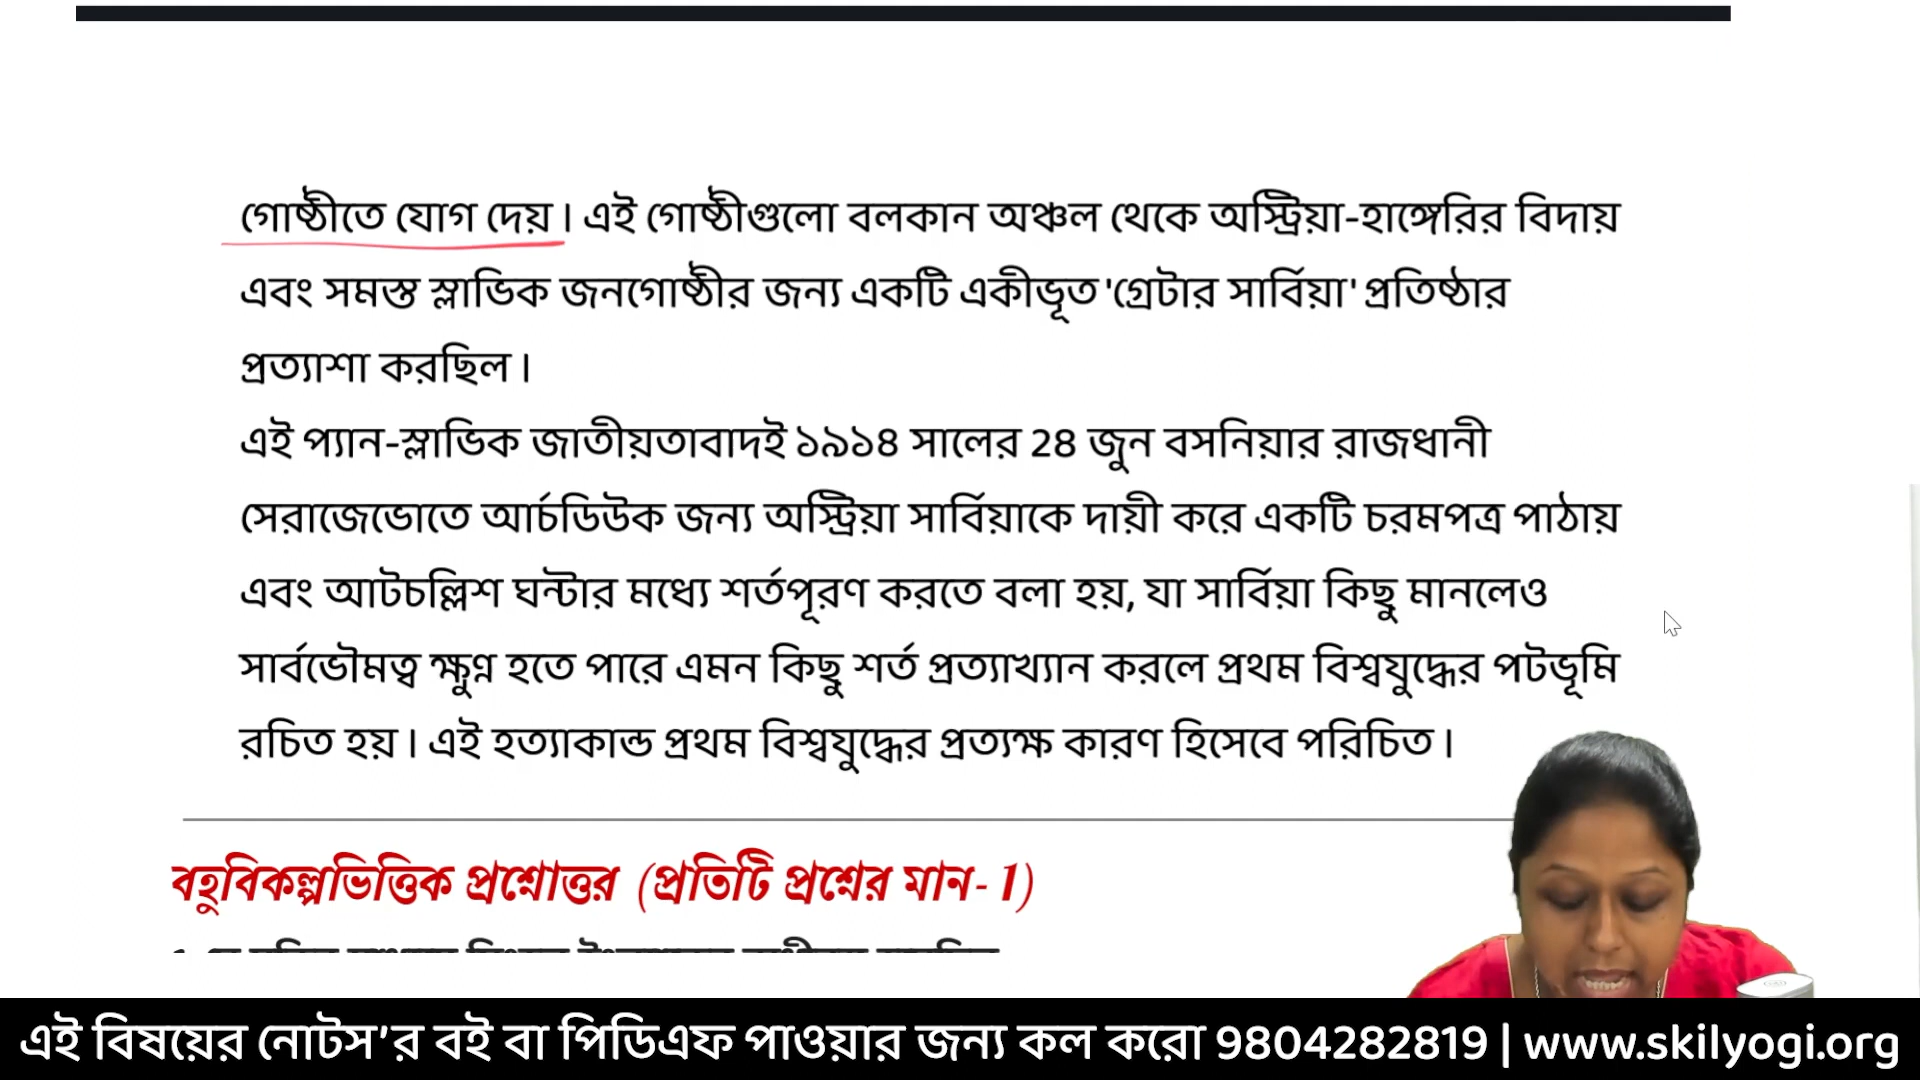 গোষ্ঠীতে যোগ দেয়। এই গোষ্ঠীগুলো বলকান অঞ্চল থেকে অস্ট্রিয়া-হাঙ্গেরির বিদায়
এবং সমস্ত স্লাভিক জনগোষ্ঠীর জন্য একটি একীভূত 'গ্রেটার সার্বিয়া' প্রতিষ্ঠার
প্রত্যাশা করছিল।
এই প্যান-স্লাভিক জাতীয়তাবাদই ১৯১৪ সালের 28 জুন বসনিয়ার রাজধানী
সেরাজেভোতে আর্চডিউক জন্য অস্ট্রিয়া সার্বিয়াকে দায়ী করে একটি চরমপত্র পাঠায়
এবং আটচল্লিশ ঘন্টার মধ্যে শর্তপূরণ করতে বলা হয়, যা সার্বিয়া কিছু মানলেও
সার্বভৌমত্ব ক্ষুণ্ন হতে পারে এমন কিছু শর্ত প্রত্যাখ্যান করলে প্রথম বিশ্বযুদ্ধের পটভূমি
রচিত হয়। এই হত্যাকান্ড প্রথম বিশ্বযুদ্ধের প্রত্যক্ষ কারণ হিসেবে পরিচিত।
বহুবিকল্পভিত্তিক প্রশ্নোত্তর (প্রতিটি প্রশ্নের মান- 1)
এই বিষয়ের নোটস'র বই বা পিডিএফ পাওয়ার জন্য কল করো 9804282819 | www.skilyogi.org